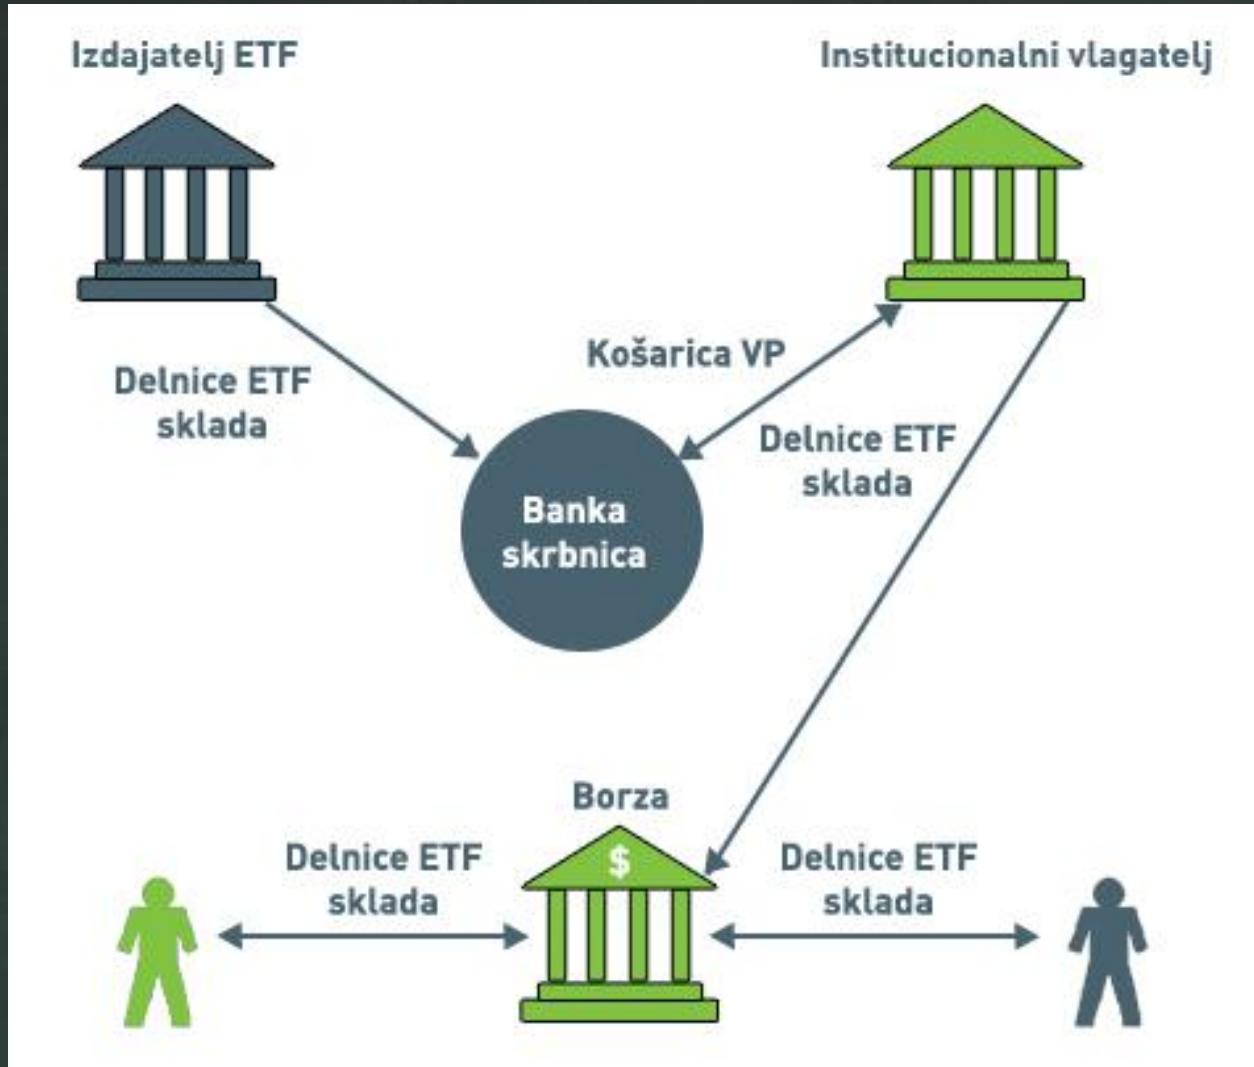 Izdajatelj ETF
Institucionalni vlagatelj
Košarica VP
Delnice ETF
sklada
Delnice ETF
sklada
Banka
skrbnica
Borza
$
Delnice ETF
sklada
Delnice ETF
sklada